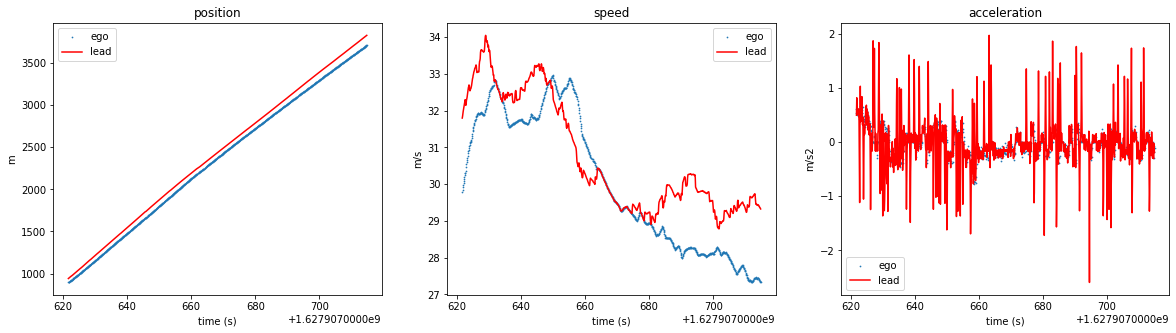 position
ego
lead
3500
3000
2500
2000
1500
1000
m
620
640
660
680
700
time (s)
+1.6279070000e9
speed
ego
lead
34
33
32
31
30
29
28
27
m/s
620
640
660
680
700
time (s)
+1.6279070000e9
acceleration
ego
lead
2
1
0
−1
−2
m/s2
620
640
660
680
700
time (s)
+1.6279070000e9